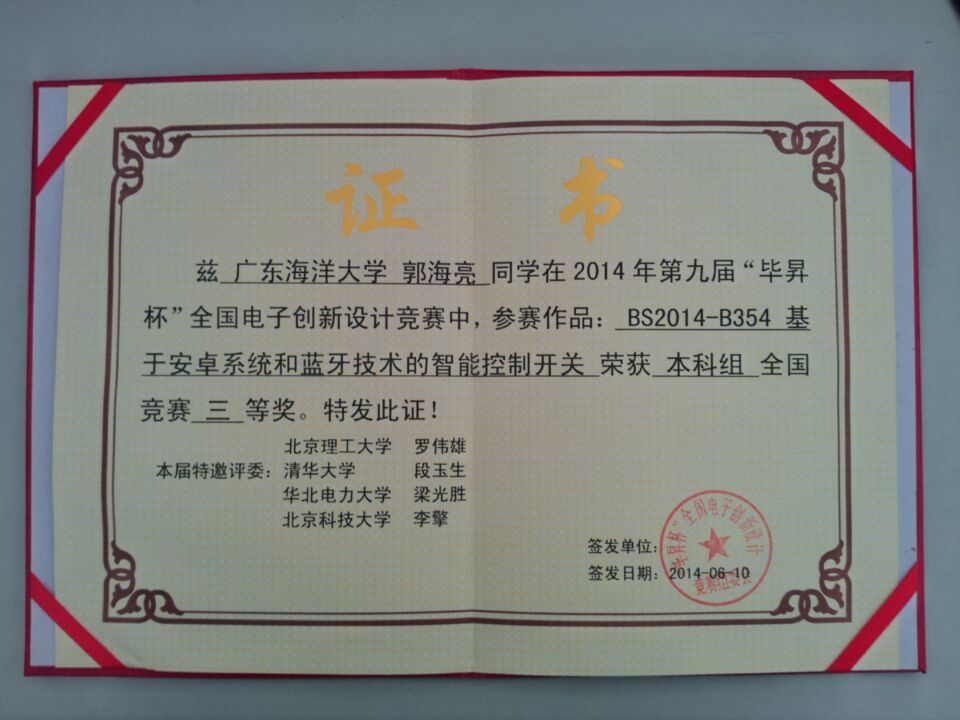 证 书
兹 广东海洋大学 郭海亮 同学在 2014 年第九届“毕昇
杯”全国电子创新设计竞赛中，参赛作品： BS2014-B354 基
于安卓系统和蓝牙技术的智能控制开关 荣获 本科组 全国
竞赛 三 等奖。特发此证！
北京理工大学 罗伟雄
本届特邀评委：清华大学 段玉生
华北电力大学 梁光胜
北京科技大学 李擎
签发单位：
签发日期：2014-06-10
“毕昇杯”全国电子创新设计
竞赛组委会